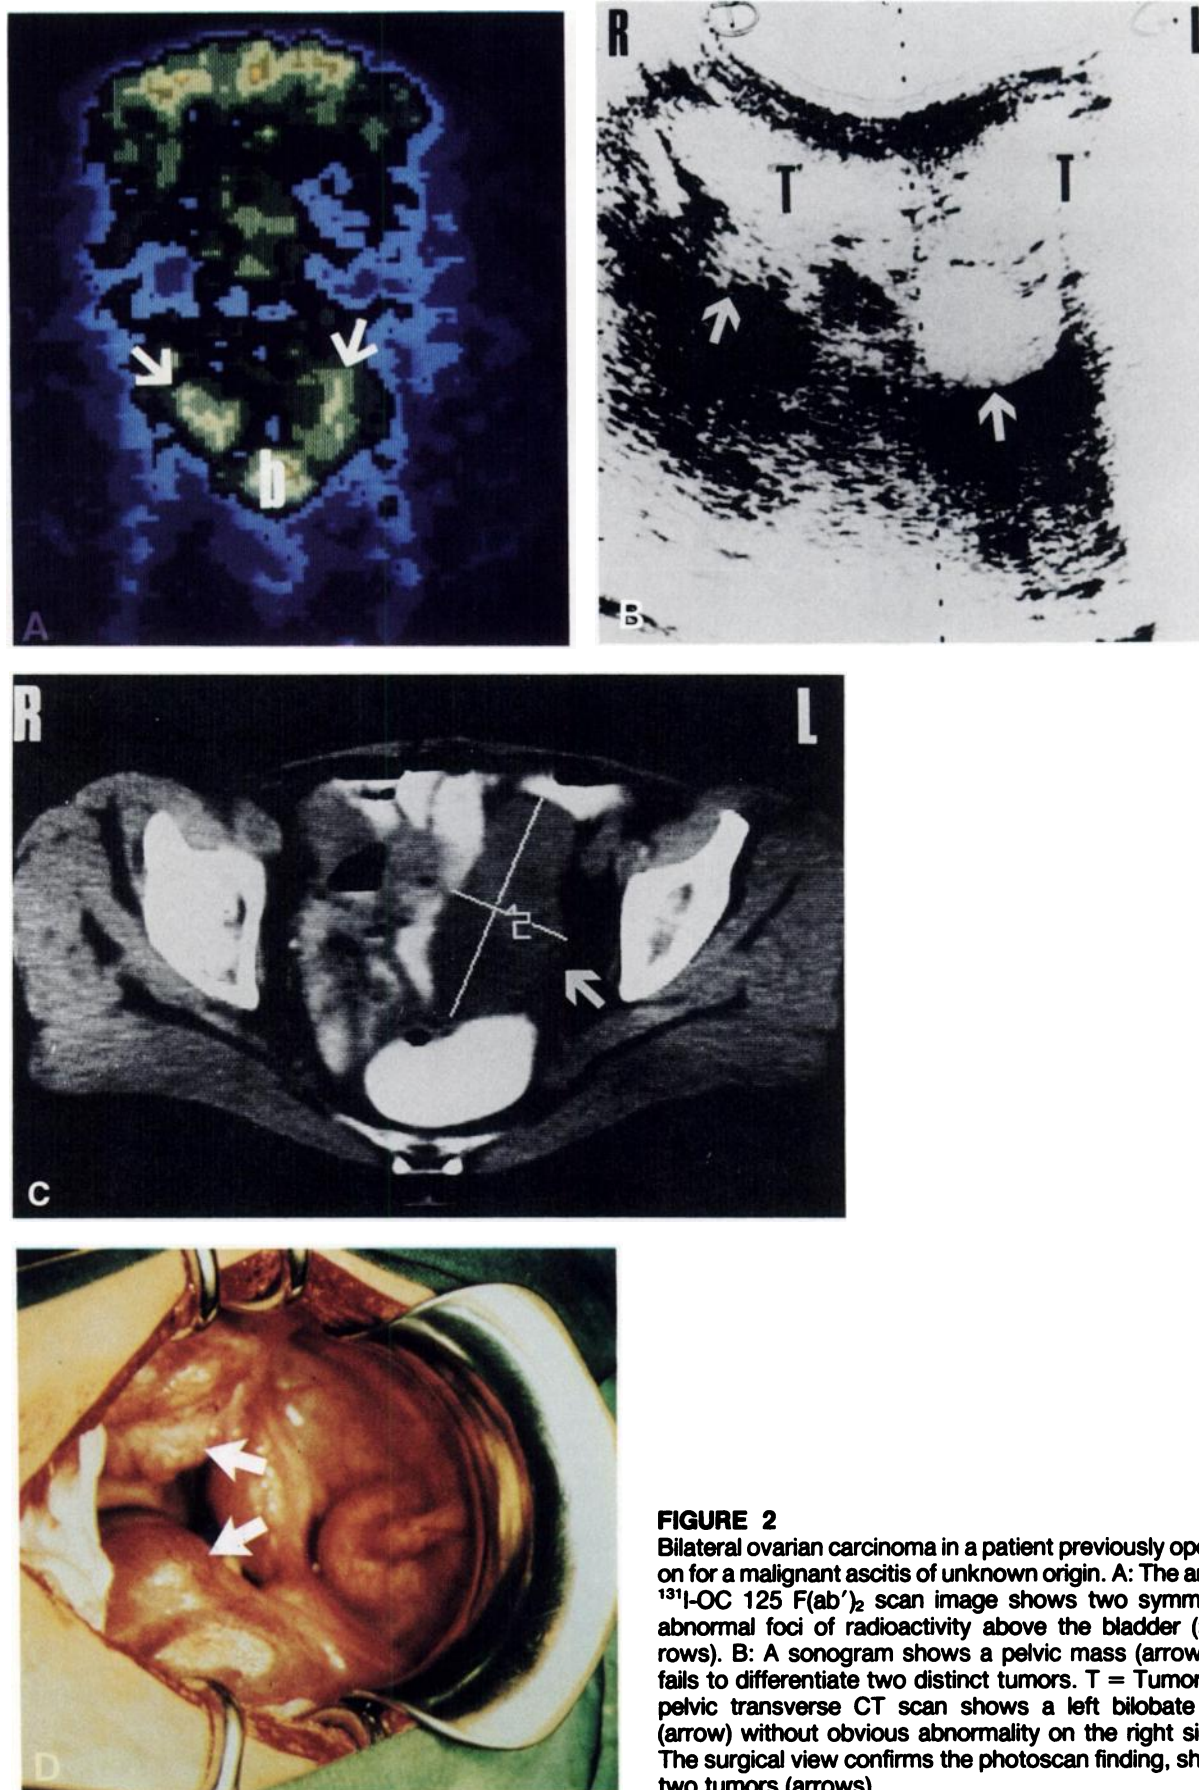 A
b
R
T
T
B
R
L
2
C
D
FIGURE 2
Bilateral ovarian carcinoma in a patient previously
on for a malignant ascitis of unknown origin. A: The
¹³¹I-OC 125 F(ab′)₂ scan image shows two
abnormal foci of radioactivity above the bladder
rows). B: A sonogram shows a pelvic mass
fails to differentiate two distinct tumors. T =
pelvic transverse CT scan shows a left bilobate
(arrow) without obvious abnormality on the right
The surgical view confirms the photoscan finding,
two tumors (arrows)